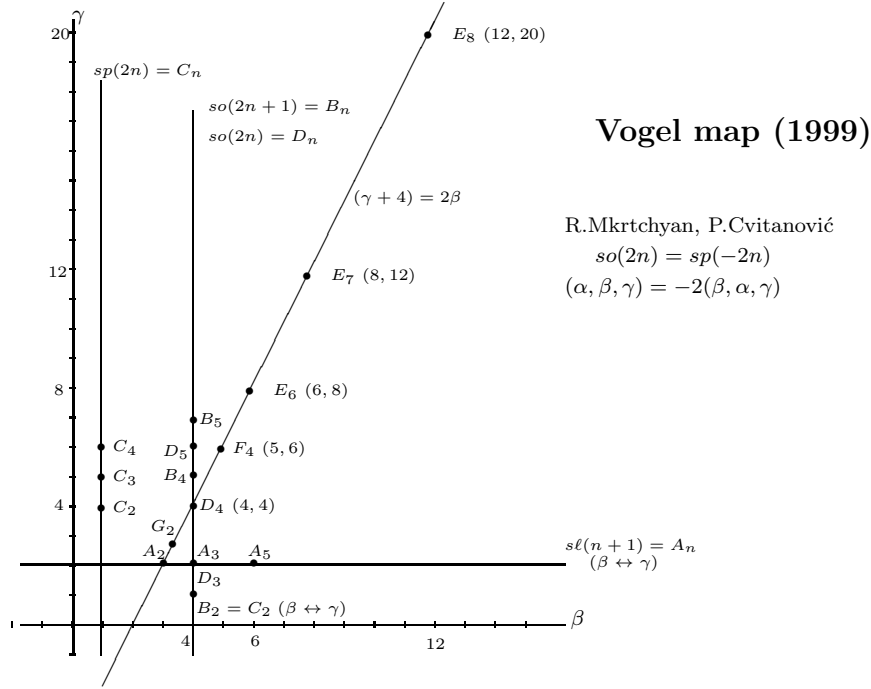 γ
20
E₈ (12, 20)
sp(2n) = Cₙ
so(2n + 1) = Bₙ
so(2n) = Dₙ
Vogel map (1999)
(γ + 4) = 2β
R.Mkrtchyan, P.Cvitanović
so(2n) = sp(−2n)
(α, β, γ) = −2(β, α, γ)
12
E₇ (8, 12)
8
E₆ (6, 8)
B₅
C₄
D₅
F₄ (5, 6)
C₃
B₄
4
C₂
D₄ (4, 4)
G₂
A₂
A₃
A₅
sℓ(n + 1) = Aₙ
(β ↔ γ)
D₃
B₂ = C₂ (β ↔ γ)
β
4
6
12